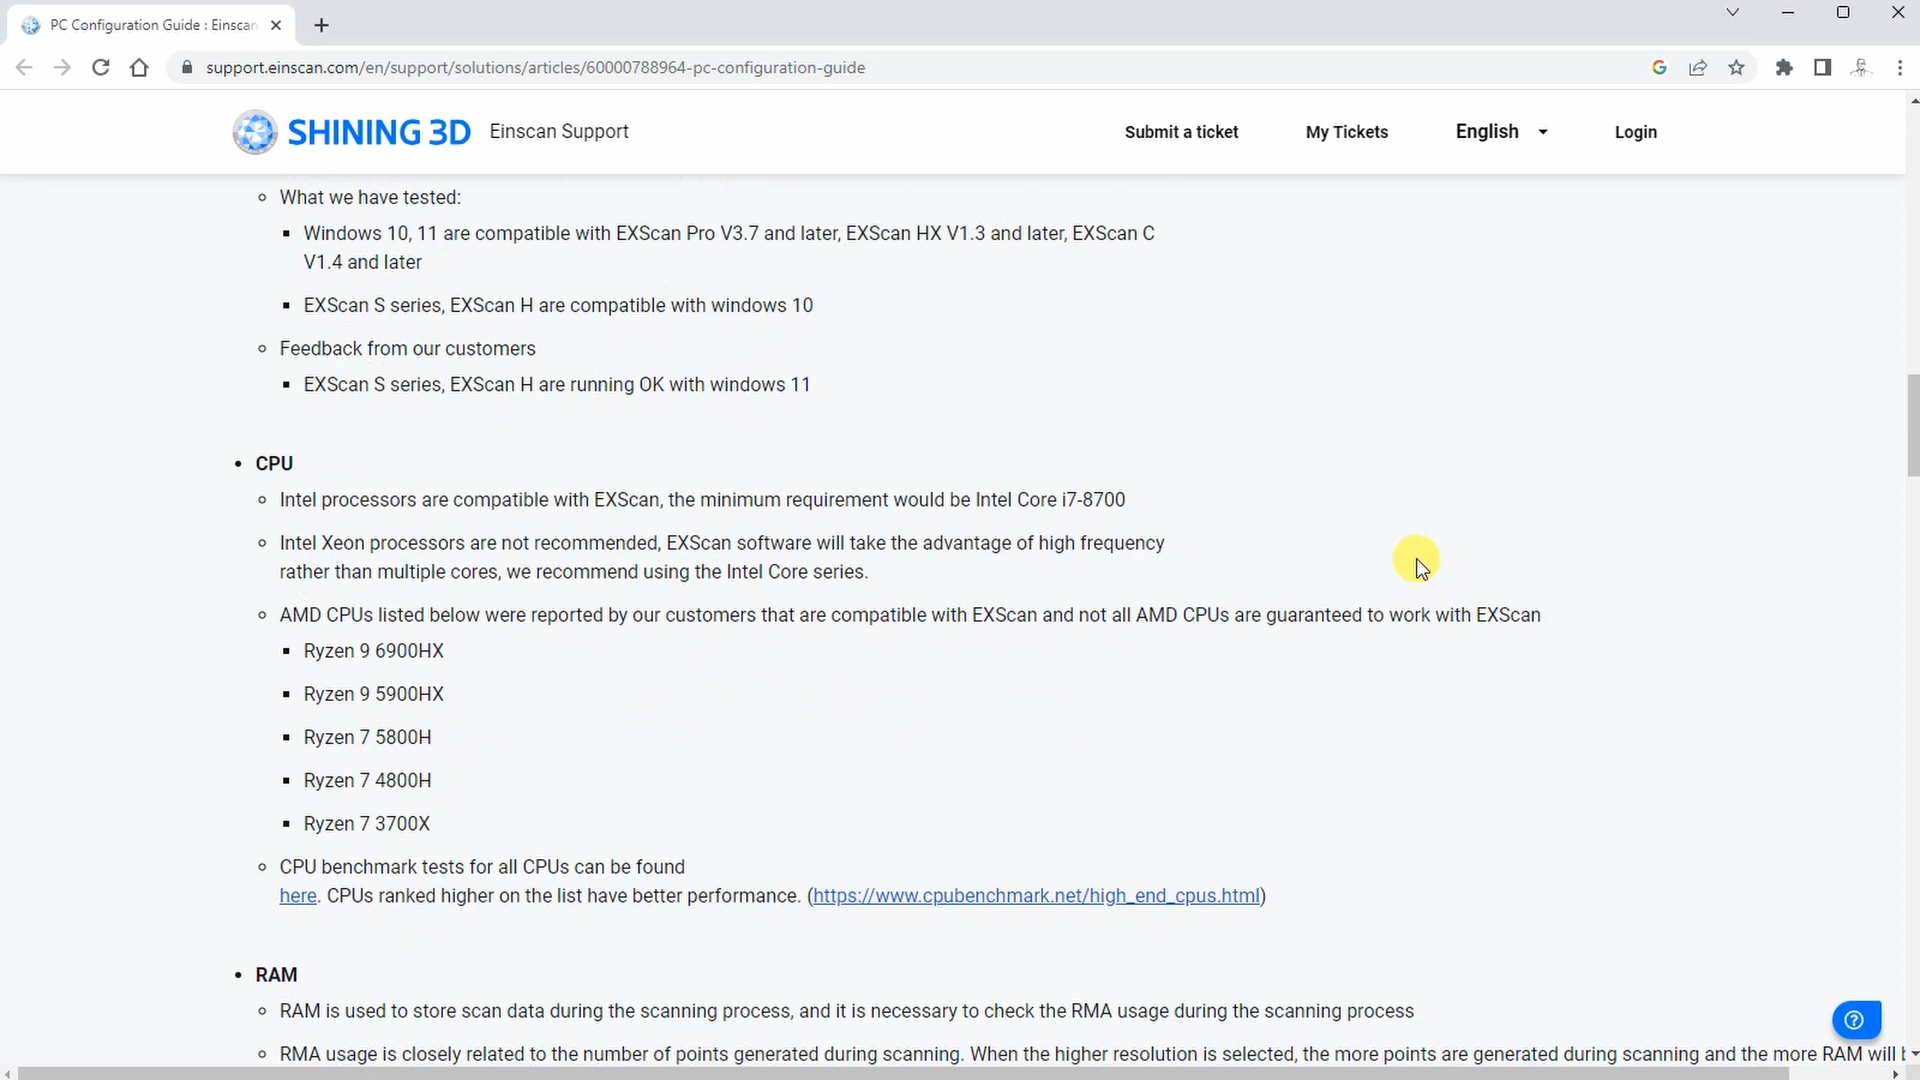 PC Configuration Guide : Einscan
support.einscan.com/en/support/solutions/articles/60000788964-pc-configuration-guide
SHINING 3D Einscan Support Submit a ticket My Tickets English Login
What we have tested:
Windows 10, 11 are compatible with EXScan Pro V3.7 and later, EXScan HX V1.3 and later, EXScan C
V1.4 and later
EXScan S series, EXScan H are compatible with windows 10
Feedback from our customers
EXScan S series, EXScan H are running OK with windows 11
CPU
Intel processors are compatible with EXScan, the minimum requirement would be Intel Core i7-8700
Intel Xeon processors are not recommended, EXScan software will take the advantage of high frequency
rather than multiple cores, we recommend using the Intel Core series.
AMD CPUs listed below were reported by our customers that are compatible with EXScan and not all AMD CPUs are guaranteed to work with EXScan
Ryzen 9 6900HX
Ryzen 9 5900HX
Ryzen 7 5800H
Ryzen 7 4800H
Ryzen 7 3700X
CPU benchmark tests for all CPUs can be found
here. CPUs ranked higher on the list have better performance. (https://www.cpubenchmark.net/high_end_cpus.html)
RAM
RAM is used to store scan data during the scanning process, and it is necessary to check the RMA usage during the scanning process
RMA usage is closely related to the number of points generated during scanning. When the higher resolution is selected, the more points are generated during scanning and the more RAM will